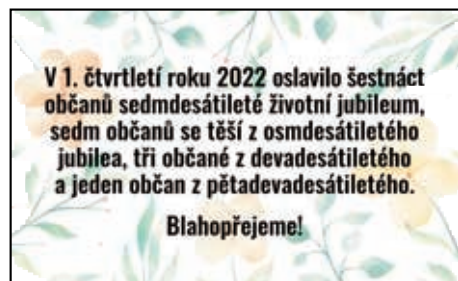 V 1. čtvrtletí roku 2022 oslavilo šestnáct
občanů sedmdesátileté životní jubileum,
sedm občanů se těší z osmdesátiletého
jubilea, tři občané z devadesátiletého
a jeden občan z pětadevadesátiletého.
Blahopřejeme!